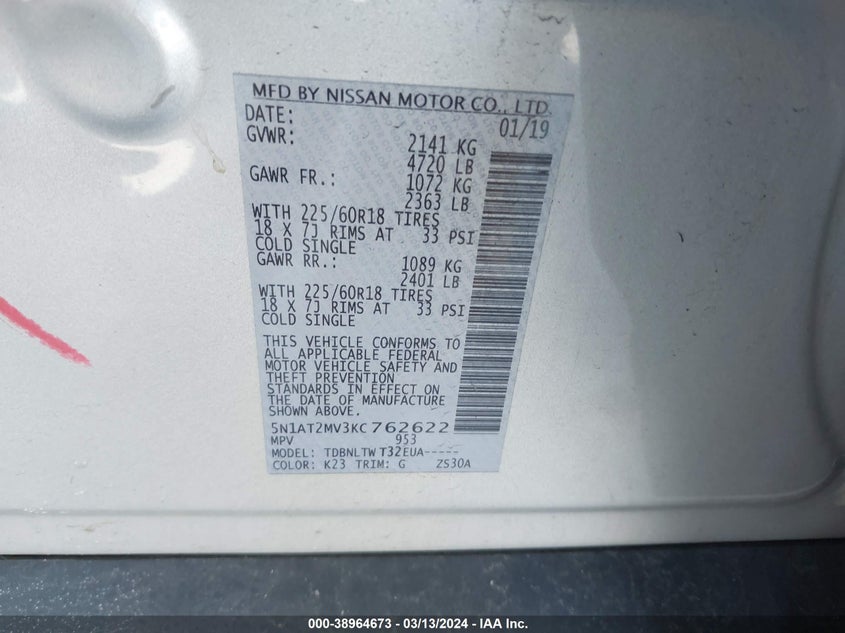 MFD BY NISSAN MOTOR CO., LTD.
DATE: 01/19
GVWR: 2141 KG
4720 LB
GAWR FR.: 1072 KG
2363 LB
WITH 225/60R18 TIRES
18 X 7J RIMS AT 33 PSI
COLD SINGLE
GAWR RR.: 1089 KG
2401 LB
WITH 225/60R18 TIRES
18 X 7J RIMS AT 33 PSI
COLD SINGLE
THIS VEHICLE CONFORMS TO
ALL APPLICABLE FEDERAL
MOTOR VEHICLE SAFETY AND
THEFT PREVENTION
STANDARDS IN EFFECT ON
THE DATE OF MANUFACTURE
SHOWN ABOVE.
5N1AT2MV3KC762622
MPV 953
MODEL: TDBNLTW T32EUA-----
COLOR: K23 TRIM: G ZS30A
000-38964673 - 03/13/2024 - IAA Inc.